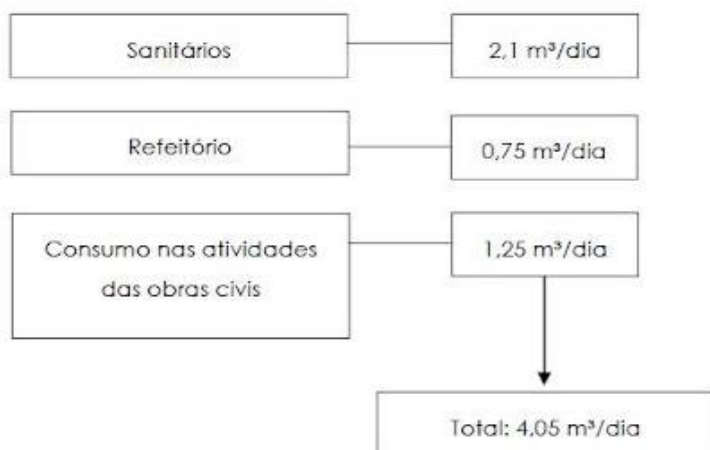 Sanitários
2,1 m³/dia
Refeitório
0,75 m³/dia
Consumo nas atividades
das obras civis
1,25 m³/dia
Total: 4,05 m³/dia